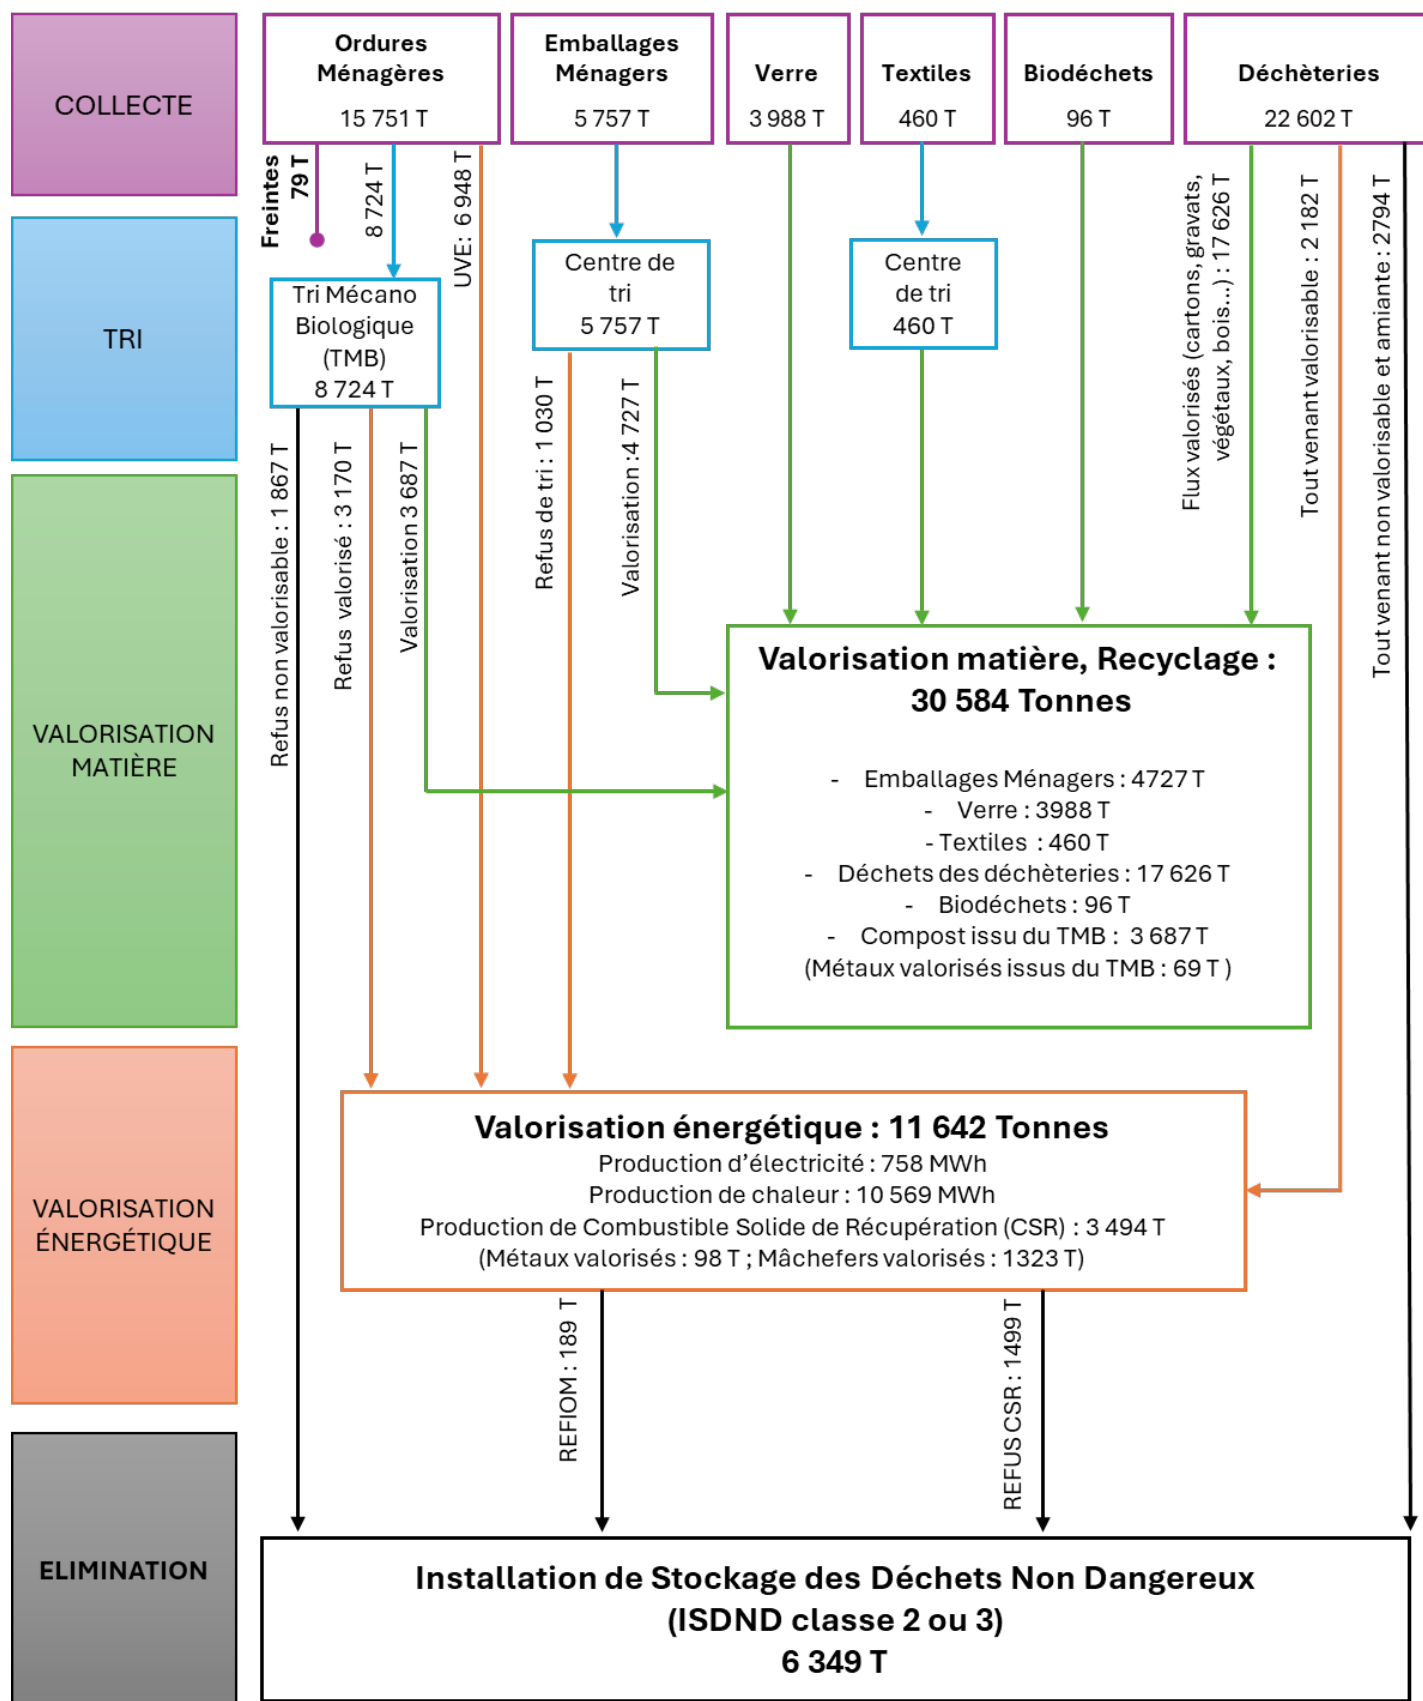 COLLECTE
Ordures
Ménagères
15 751 T
Emballages
Ménagers
5 757 T
Verre
3 988 T
Textiles
460 T
Biodéchets
96 T
Déchèteries
22 602 T
Freintes
79 T
8 724 T
UVE: 6 948 T
Flux valorisés (cartons, gravats,
végétaux, bois...) : 17 626 T
Tout venant valorisable : 2 182 T
Tout venant non valorisable et amiante : 2794 T
TRI
Tri Mécano
Biologique
(TMB)
8 724 T
Centre de
tri
5 757 T
Centre
de tri
460 T
Refus non valorisable : 1 867 T
Refus valorisé : 3 170 T
Valorisation 3 687 T
Refus de tri : 1 030 T
Valorisation :4 727 T
VALORISATION
MATIÈRE
Valorisation matière, Recyclage :
30 584 Tonnes
- Emballages Ménagers : 4727 T
- Verre : 3988 T
- Textiles : 460 T
- Déchets des déchèteries : 17 626 T
- Biodéchets : 96 T
- Compost issu du TMB : 3 687 T
(Métaux valorisés issus du TMB : 69 T )
VALORISATION
ÉNERGÉTIQUE
Valorisation énergétique : 11 642 Tonnes
Production d’électricité : 758 MWh
Production de chaleur : 10 569 MWh
Production de Combustible Solide de Récupération (CSR) : 3 494 T
(Métaux valorisés : 98 T ; Mâchefers valorisés : 1323 T)
REFIOM : 189 T
REFUS CSR : 1499 T
ELIMINATION
Installation de Stockage des Déchets Non Dangereux
(ISDND classe 2 ou 3)
6 349 T